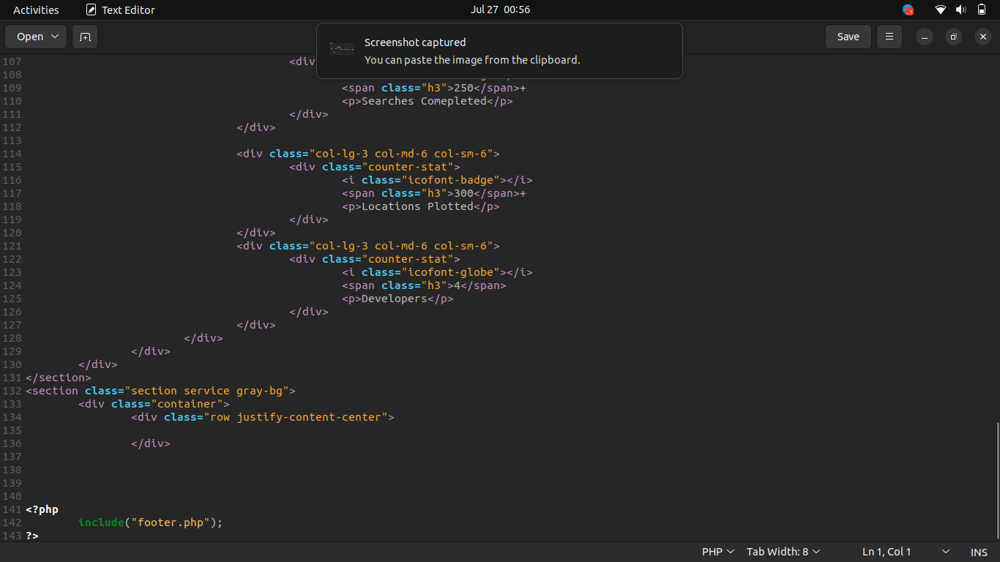 Activities Text Editor Jul 27 00:56
Open Save
Screenshot captured
You can paste the image from the clipboard.
107 <div
108
109 <span class="h3">250</span>+
110 <p>Searches Comepleted</p>
111 </div>
112 </div>
113
114 <div class="col-lg-3 col-md-6 col-sm-6">
115 <div class="counter-stat">
116 <i class="icofont-badge"></i>
117 <span class="h3">300</span>+
118 <p>Locations Plotted</p>
119 </div>
120 </div>
121 <div class="col-lg-3 col-md-6 col-sm-6">
122 <div class="counter-stat">
123 <i class="icofont-globe"></i>
124 <span class="h3">4</span>
125 <p>Developers</p>
126 </div>
127 </div>
128 </div>
129 </div>
130 </div>
131 </section>
132 <section class="section service gray-bg">
133 <div class="container">
134 <div class="row justify-content-center">
135
136 </div>
137
138
139
140
141 <?php
142 include("footer.php");
143 ?>
PHP Tab Width: 8 Ln 1, Col 1 INS